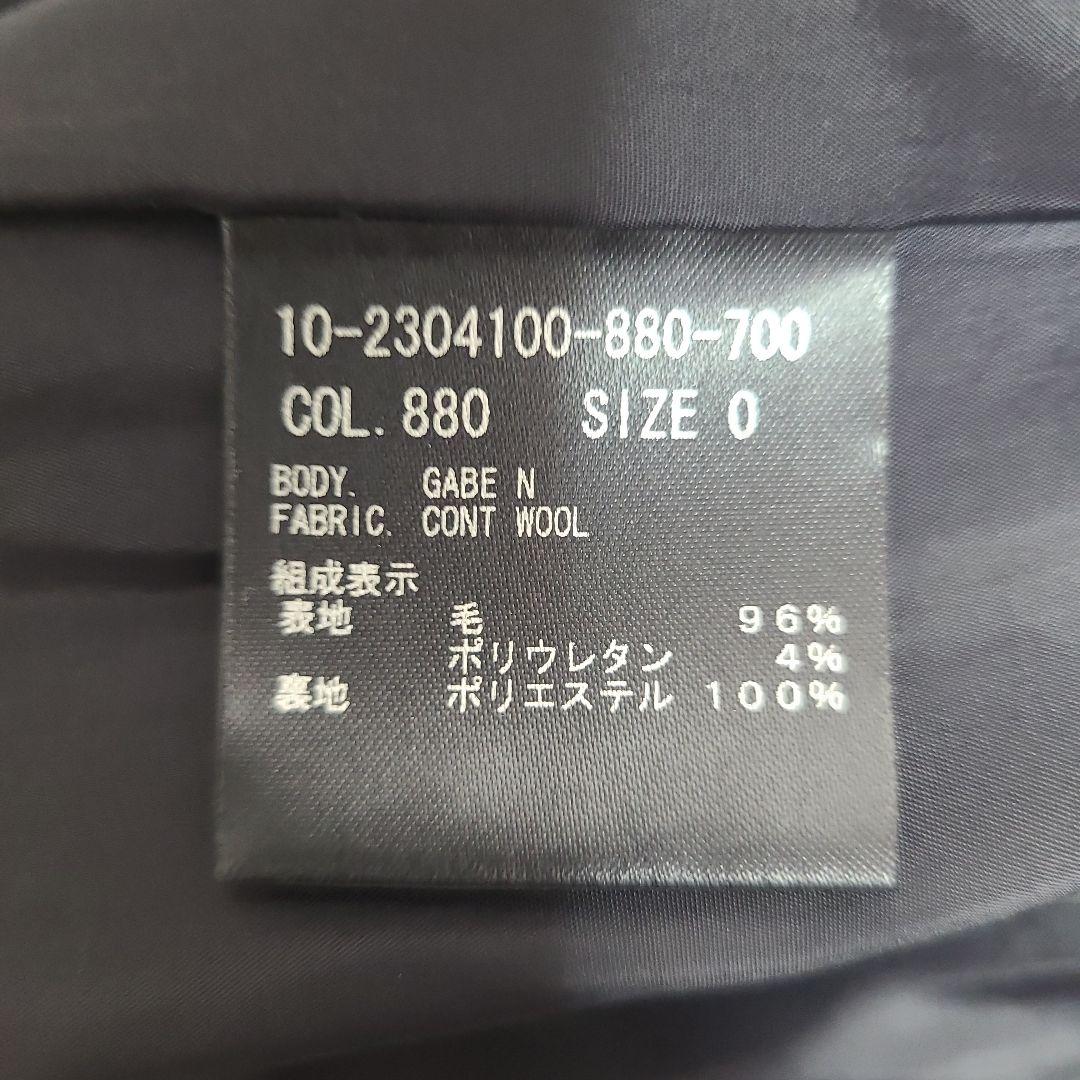 10-2304100-880-700
COL. 880 SIZE 0
BODY. GABE N
FABRIC. CONT WOOL
組成表示
表地 毛 96%
ポリウレタン 4%
裏地 ポリエステル 100%